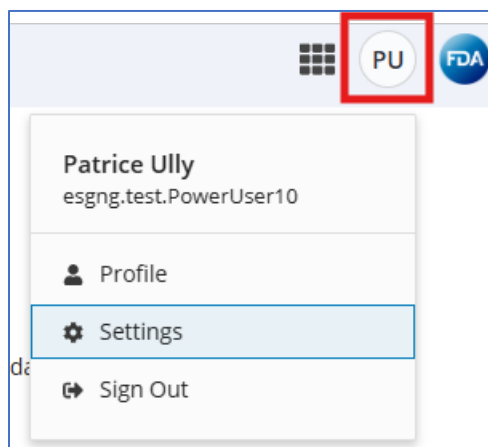 PU
FDA
Patrice Ully
esgng.test.PowerUser10
Profile
Settings
da
Sign Out